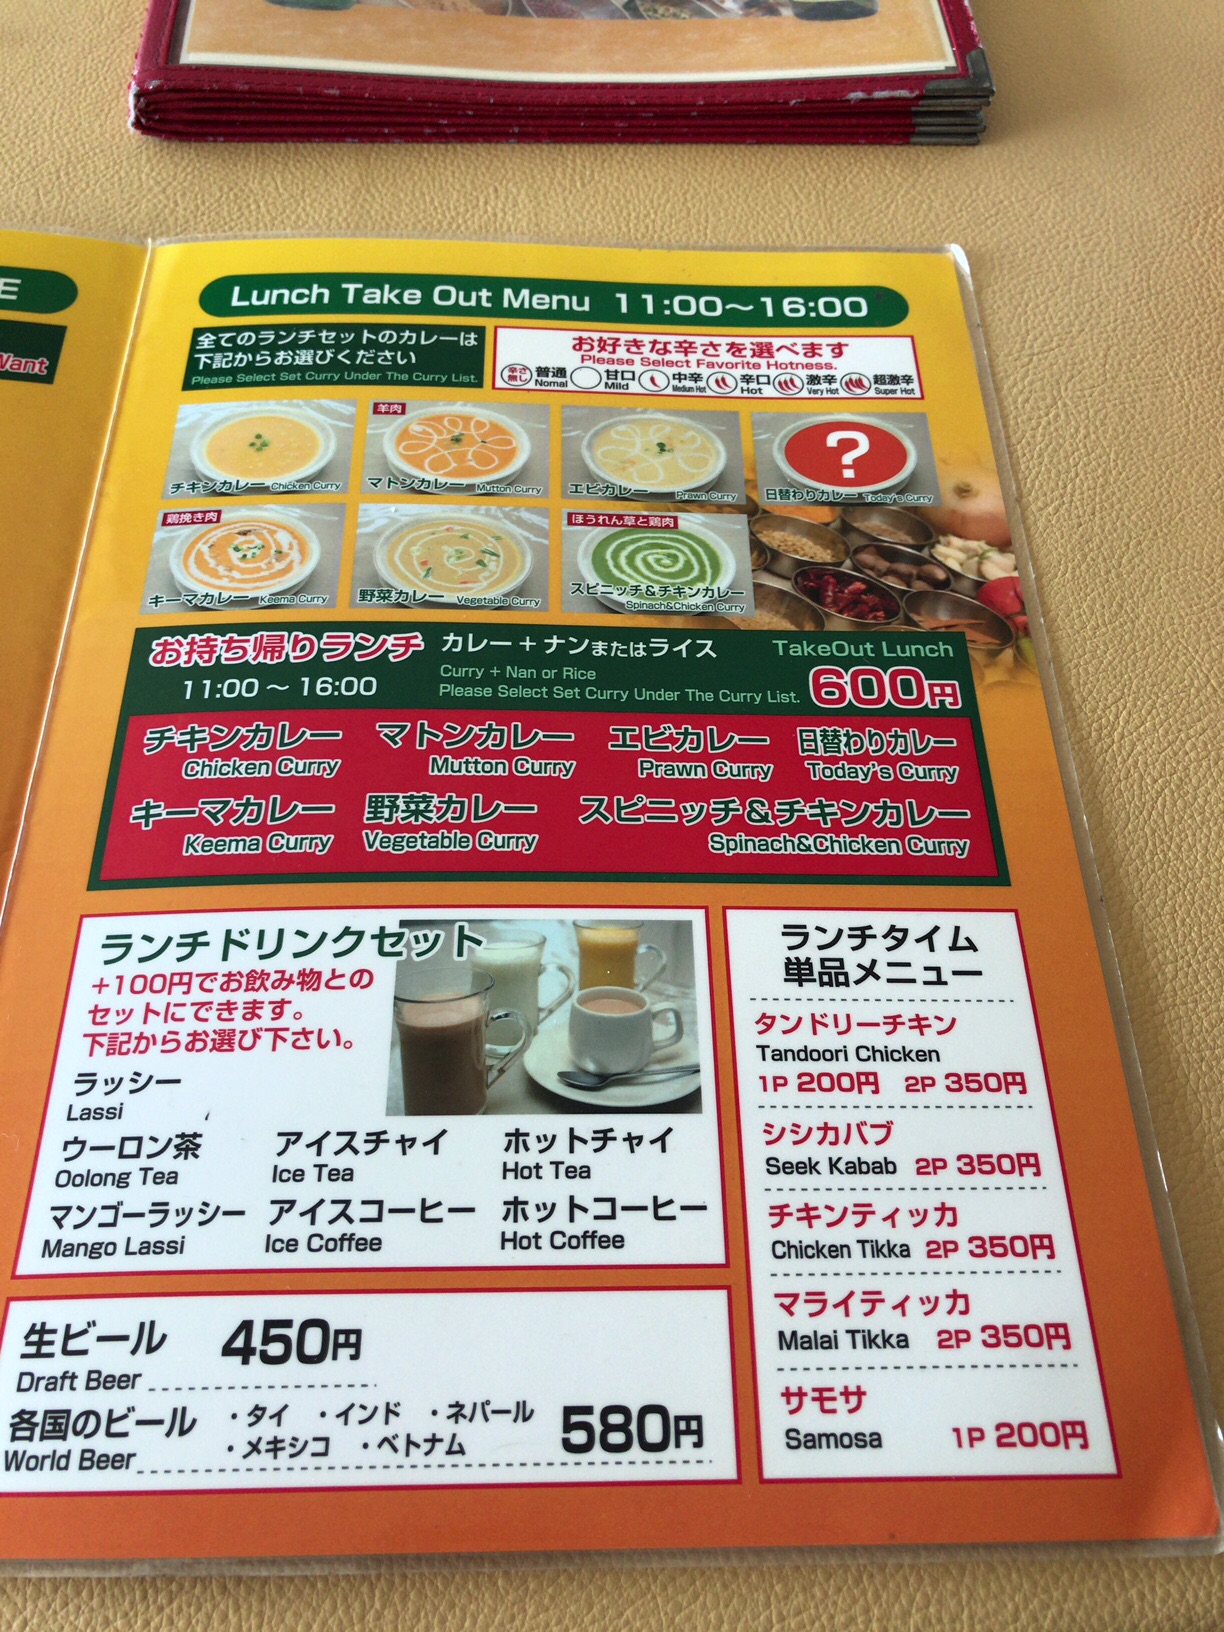 E
Want
Lunch Take Out Menu 11:00〜16:00
全てのランチセットのカレーは
下記からお選びください
Please Select Set Curry Under The Curry List.
お好きな辛さを選べます
Please Select Favorite Hotness.
辛さ無し 普通 甘口 中辛 辛口 激辛 超激辛
Nomal Mild Medium Hot Hot Very Hot Super Hot
羊肉
チキンカレー Chicken Curry
マトンカレー Mutton Curry
エビカレー Prawn Curry
?
日替わりカレー Today's Curry
鶏挽き肉
キーマカレー Keema Curry
野菜カレー Vegetable Curry
ほうれん草と鶏肉
スピニッチ&チキンカレー
Spinach&Chicken Curry
お持ち帰りランチ カレー+ナンまたはライス TakeOut Lunch
11:00 〜 16:00
Curry + Nan or Rice
Please Select Set Curry Under The Curry List.
600円
チキンカレー マトンカレー エビカレー 日替わりカレー
Chicken Curry Mutton Curry Prawn Curry Today's Curry
キーマカレー 野菜カレー スピニッチ&チキンカレー
Keema Curry Vegetable Curry Spinach&Chicken Curry
ランチドリンクセット
+100円でお飲み物との
セットにできます。
下記からお選び下さい。
ラッシー
Lassi
ウーロン茶 アイスチャイ ホットチャイ
Oolong Tea Ice Tea Hot Tea
マンゴーラッシー アイスコーヒー ホットコーヒー
Mango Lassi Ice Coffee Hot Coffee
生ビール 450円
Draft Beer
各国のビール ・タイ ・インド ・ネパール
・メキシコ ・ベトナム
580円
World Beer
ランチタイム
単品メニュー
タンドリーチキン
Tandoori Chicken
1P 200円 2P 350円
シシカバブ
Seek Kabab 2P 350円
チキンティッカ
Chicken Tikka 2P 350円
マライティッカ
Malai Tikka 2P 350円
サモサ
Samosa 1P 200円